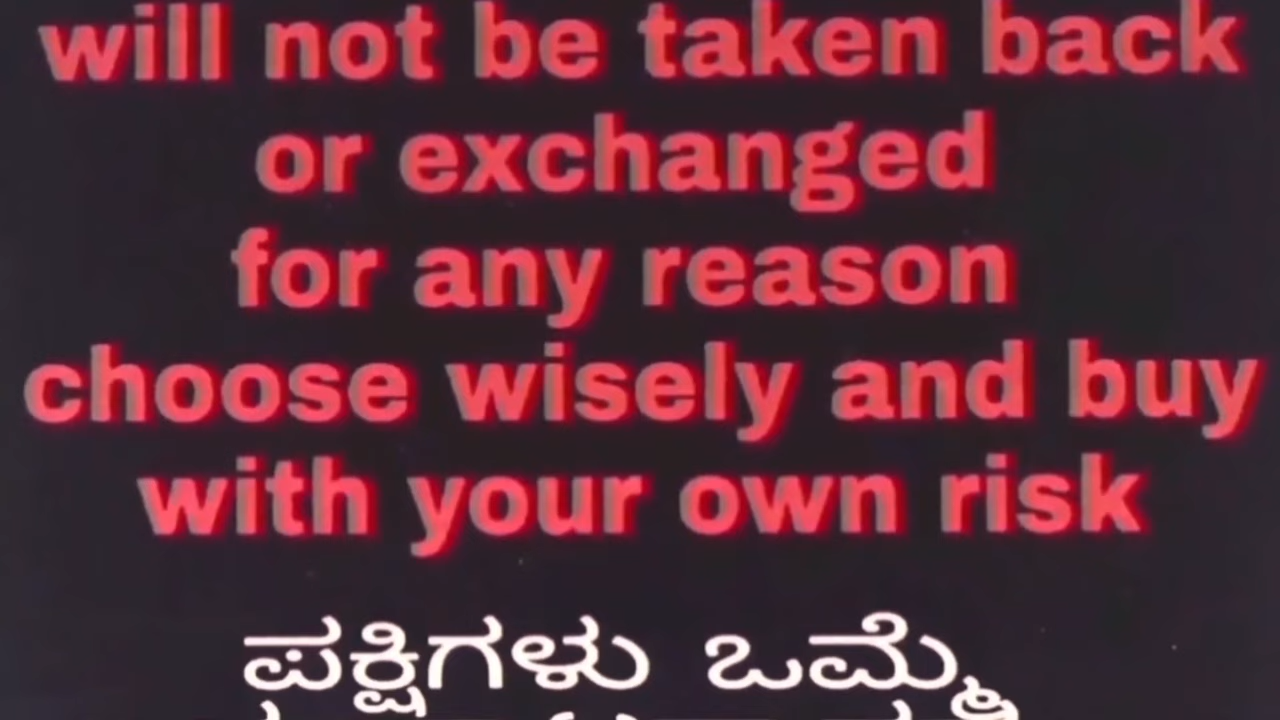 will not be taken back
or exchanged
for any reason
choose wisely and buy
with your own risk
ಪಕ್ಷಿಗಳು ಒಮ್ಮೆ